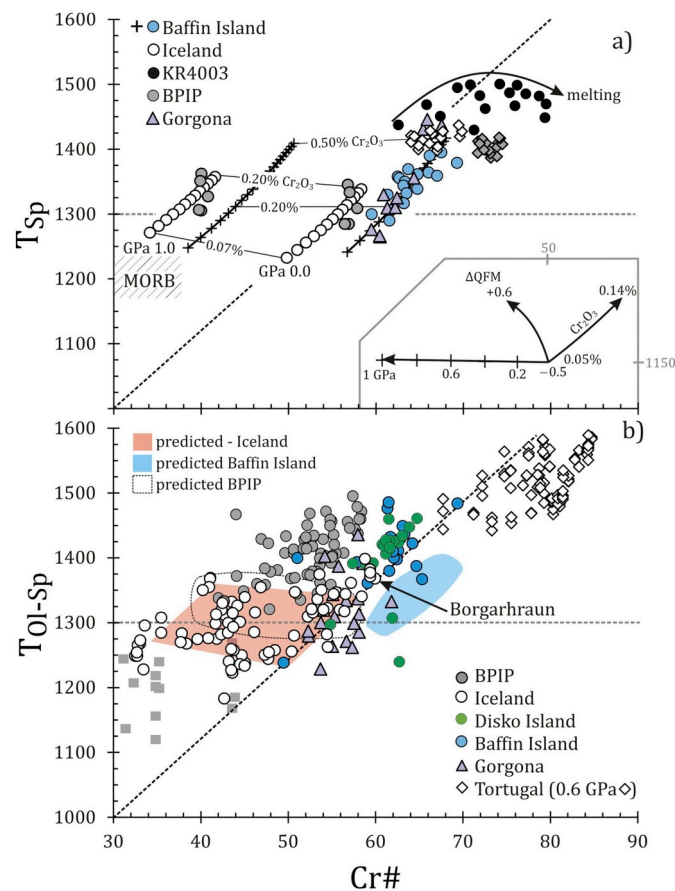 1600
1500
1400
1300
1200
1100
T_Sp
a)
Baffin Island
Iceland
KR4003
BPIP
Gorgona
melting
0.50% Cr₂O₃
0.20% Cr₂O₃
0.20%
0.07%
GPa 1.0
GPa 0.0
MORB
50
ΔQFM
+0.6
0.14%
Cr₂O₃
0.05%
1150
1 GPa
0.6
0.2
−0.5
1600
1500
1400
1300
1200
1100
1000
T_Ol-Sp
b)
predicted - Iceland
predicted Baffin Island
predicted BPIP
Borgarhraun
BPIP
Iceland
Disko Island
Baffin Island
Gorgona
Tortugal (0.6 GPa◇)
30 40 50 60 70 80 90
Cr#